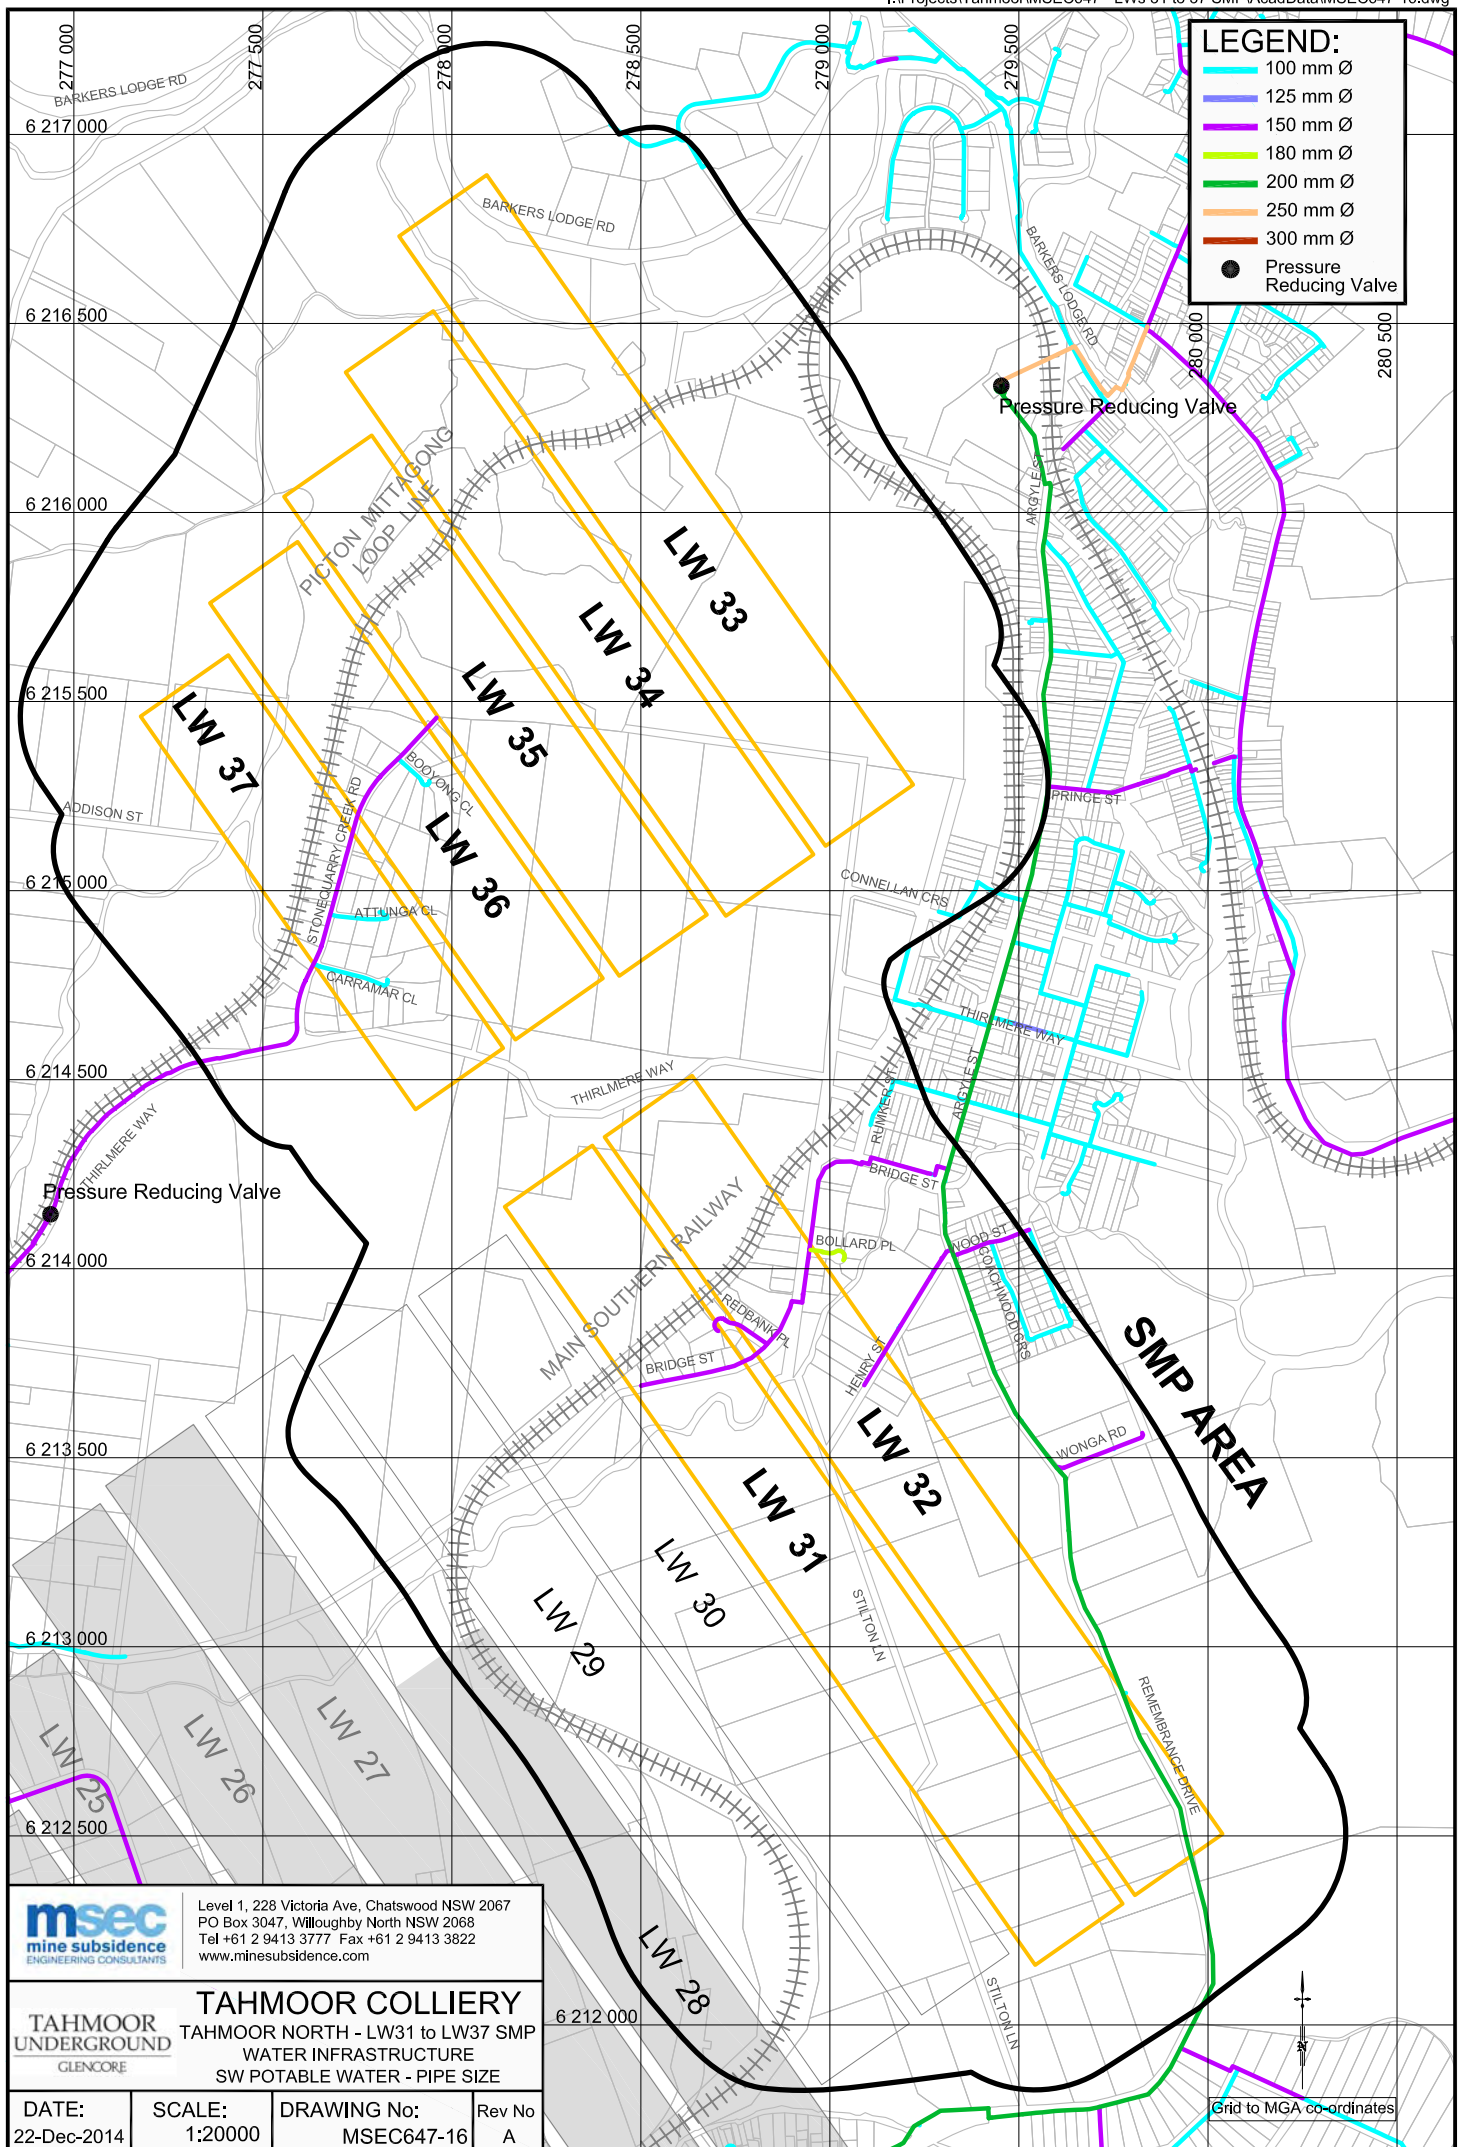 277 000
277 500
278 000
278 500
279 000
279 500
280 000
280 500
LEGEND:
100 mm Ø
125 mm Ø
150 mm Ø
180 mm Ø
200 mm Ø
250 mm Ø
300 mm Ø
Pressure
Reducing Valve
BARKERS LODGE RD
6 217 000
BARKERS LODGE RD
BARKERS LODGE RD
6 216 500
Pressure Reducing Valve
PICTON MITTAGONG
LOOP LINE
ARGYLE ST
6 216 000
LW 33
LW 34
LW 35
6 215 500
LW 37
BOOYONG CL
ADDISON ST
STONEQUARRY CREEK RD
LW 36
PRINCE ST
6 215 000
CONNELLAN CRS
ATTUNGA CL
CARRAMAR CL
THIRLMERE WAY
6 214 500
THIRLMERE WAY
RUMKER ST
ARGYLE ST
THIRLMERE WAY
BRIDGE ST
Pressure Reducing Valve
MAIN SOUTHERN RAILWAY
BOLLARD PL
WOOD ST
COACHWOOD CRS
6 214 000
REDBANK PL
BRIDGE ST
HENRY ST
SMP AREA
6 213 500
WONGA RD
LW 32
LW 31
LW 30
LW 29
STILTON LN
6 213 000
REMEMBRANCE DRIVE
LW 27
LW 26
LW 25
6 212 500
LW 28
STILTON LN
6 212 000
msec
mine subsidence
ENGINEERING CONSULTANTS
Level 1, 228 Victoria Ave, Chatswood NSW 2067
PO Box 3047, Willoughby North NSW 2068
Tel +61 2 9413 3777 Fax +61 2 9413 3822
www.minesubsidence.com
TAHMOOR
UNDERGROUND
GLENCORE
TAHMOOR COLLIERY
TAHMOOR NORTH - LW31 to LW37 SMP
WATER INFRASTRUCTURE
SW POTABLE WATER - PIPE SIZE
DATE:
22-Dec-2014
SCALE:
1:20000
DRAWING No:
MSEC647-16
Rev No
A
N
Grid to MGA co-ordinates